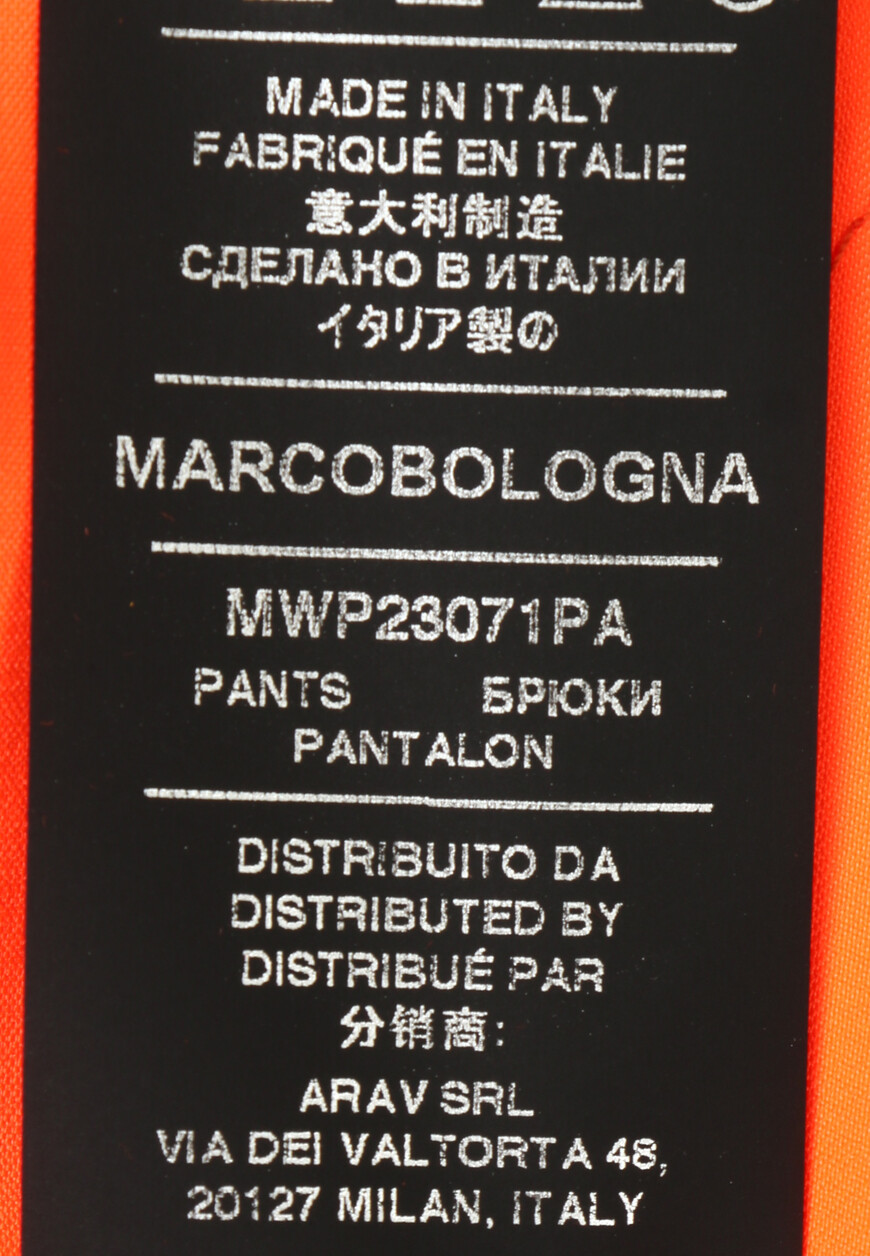 MADE IN ITALY
FABRIQUÉ EN ITALIE
意大利制造
СДЕЛАНО В ИТАЛИИ
イタリア製の
MARCOBOLOGNA
MWP23071PA
PANTS БРЮКИ
PANTALON
DISTRIBUITO DA
DISTRIBUTED BY
DISTRIBUÉ PAR
分销商:
ARAV SRL
VIA DEI VALTORTA 48,
20127 MILAN, ITALY